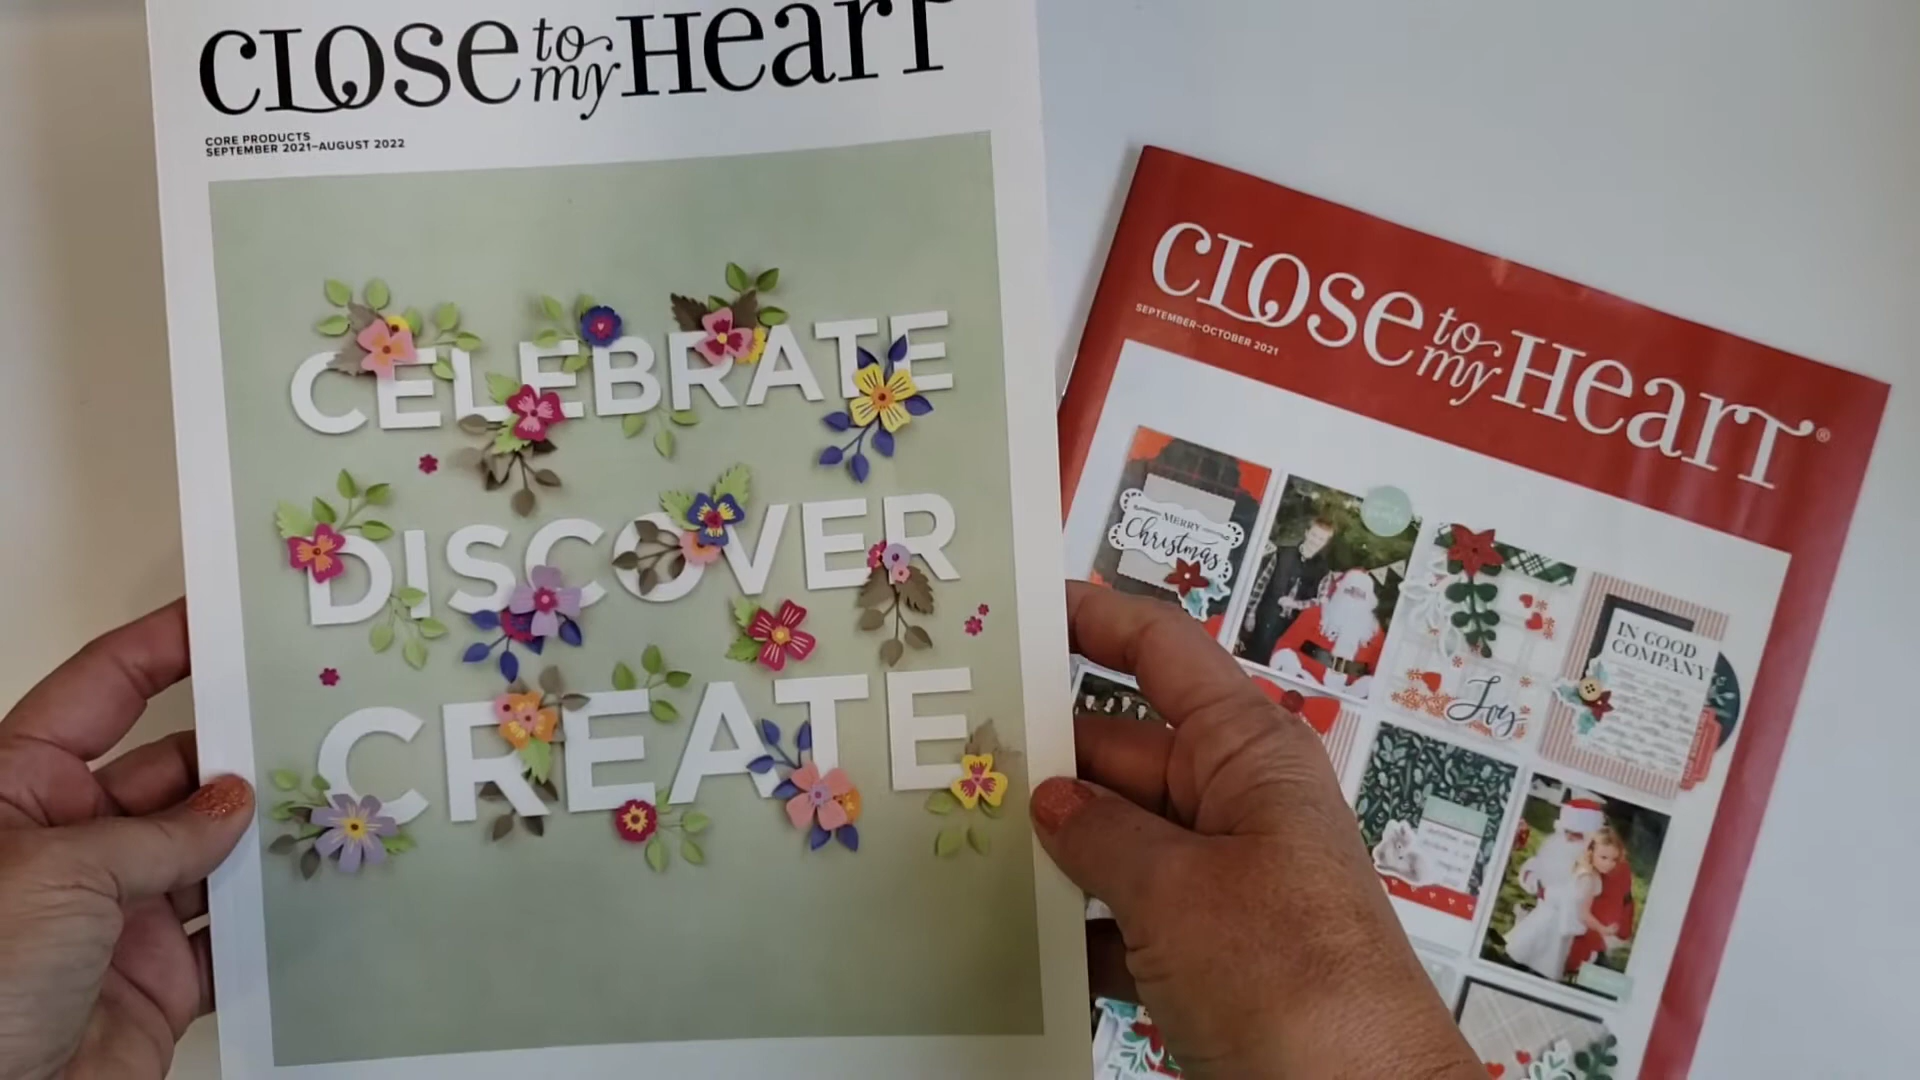 CLOSE to my HEART
CORE PRODUCTS
SEPTEMBER 2021–AUGUST 2022
CELEBRATE
DISCOVER
CREATE
CLOSE to my HEART®
SEPTEMBER–OCTOBER 2021
MERRY
Christmas
Joy
IN GOOD
COMPANY